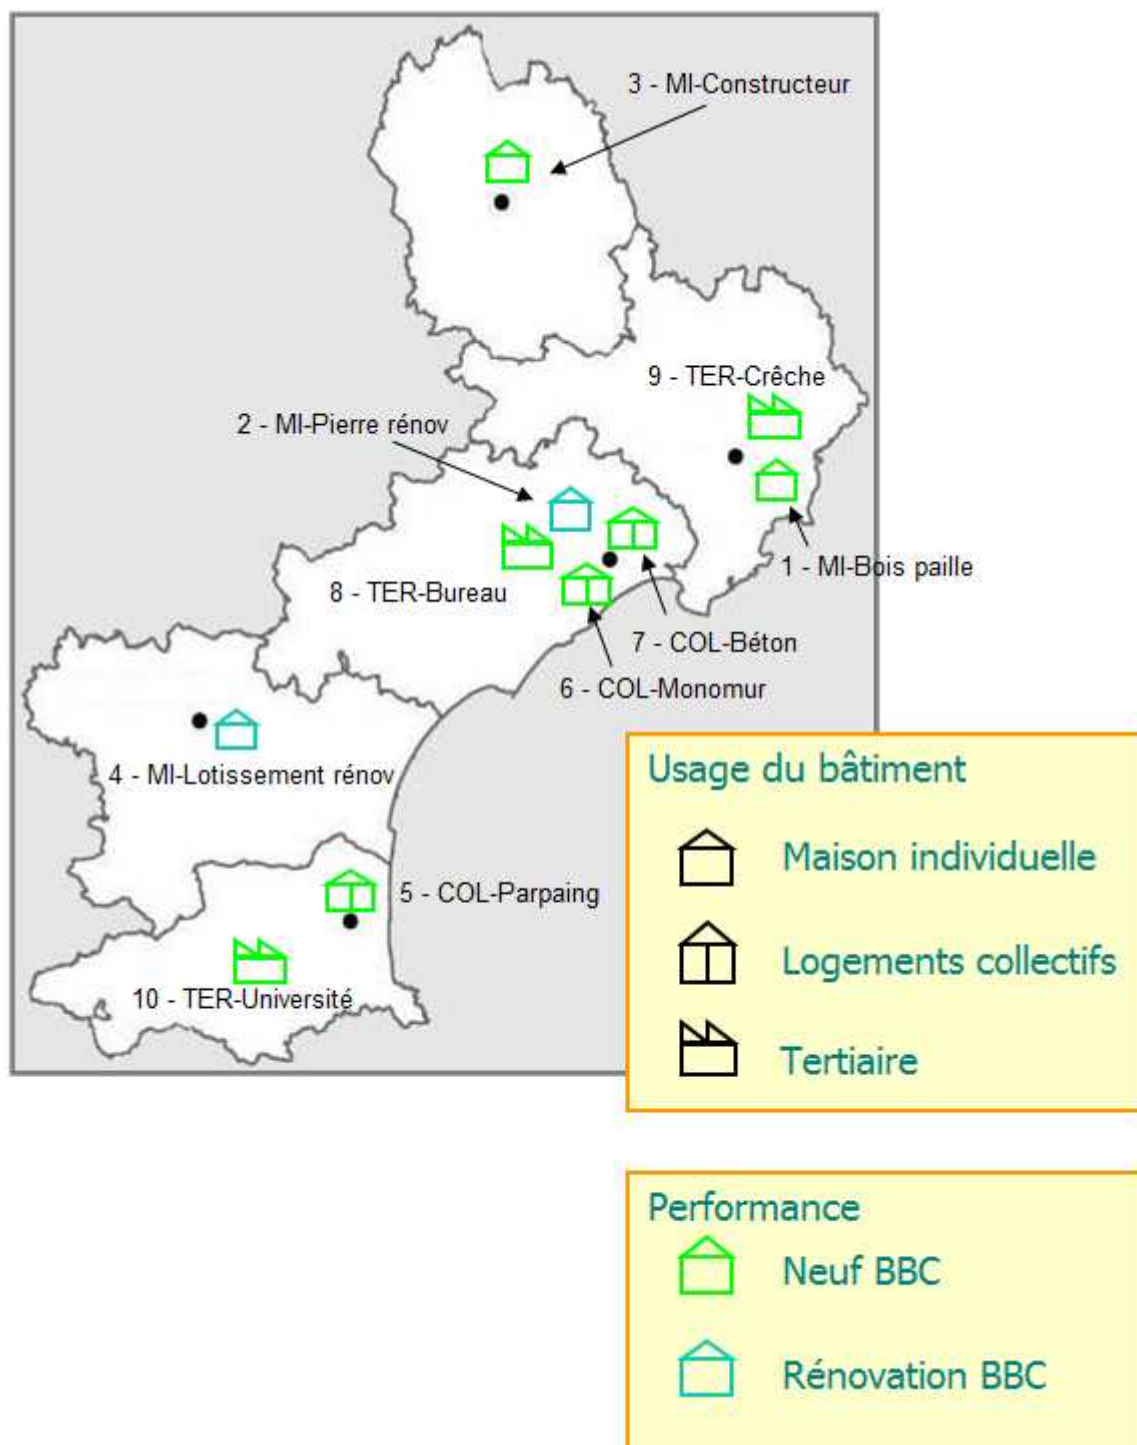 3 - MI-Constructeur
9 - TER-Crêche
2 - MI-Pierre rénov
1 - MI-Bois paille
8 - TER-Bureau
7 - COL-Béton
6 - COL-Monomur
4 - MI-Lotissement rénov
5 - COL-Parpaing
10 - TER-Université
Usage du bâtiment
Maison individuelle
Logements collectifs
Tertiaire
Performance
Neuf BBC
Rénovation BBC